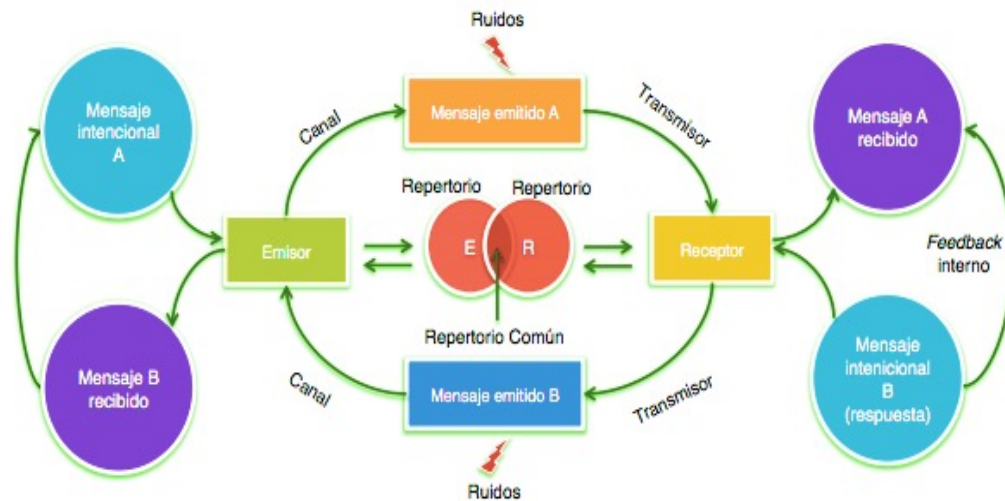 Ruidos
Mensaje
intencional
A
Canal
Mensaje emitido A
Transmisor
Mensaje A
recibido
Repertorio
Repertorio
Emisor
E
R
Receptor
Feedback
interno
Repertorio Común
Mensaje B
recibido
Canal
Mensaje emitido B
Transmisor
Mensaje
intenicional
B
(respuesta)
Ruidos